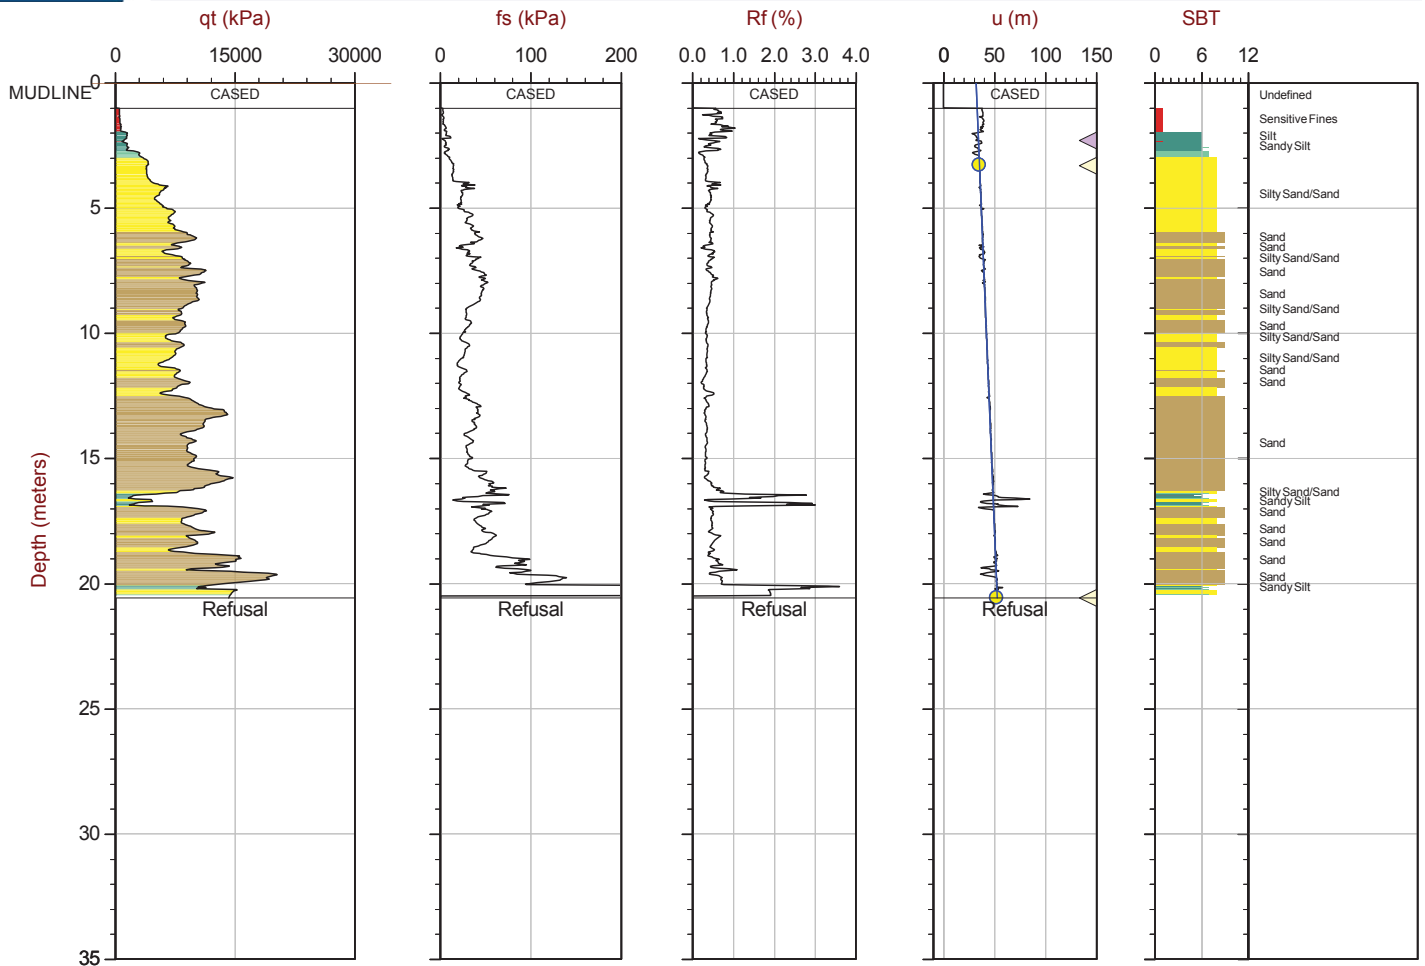 qt (kPa) fs (kPa) Rf (%) u (m) SBT
0 15000 30000 0 100 200 0.0 1.0 2.0 3.0 4.0 0 50 100 150 0 6 12
0
MUDLINE CASED CASED CASED CASED Undefined
Sensitive Fines
Silt
Sandy Silt
Silty Sand/Sand
5
Sand
Sand
Silty Sand/Sand
Sand
Sand
Silty Sand/Sand
Sand
10
Silty Sand/Sand
Silty Sand/Sand
Sand
Sand
Sand
15
Silty Sand/Sand
Sandy Silt
Sand
Sand
Sand
Sand
Sand
20
Sandy Silt
Refusal Refusal Refusal Refusal
Depth (meters)
25
30
35